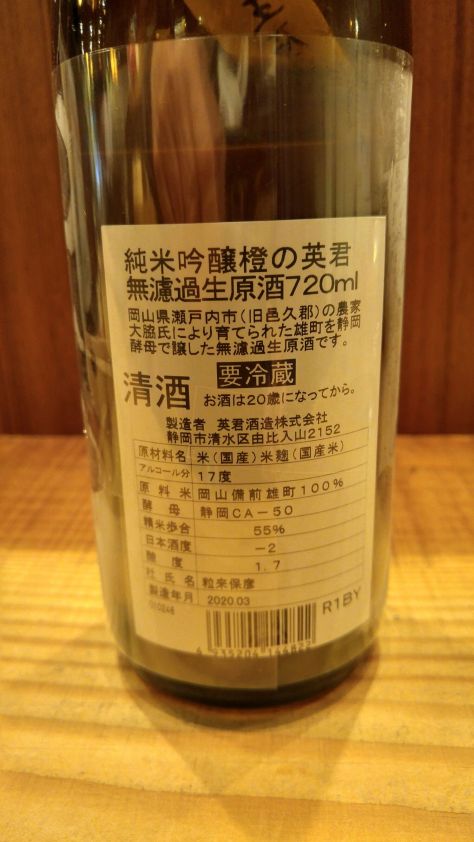 純米吟醸橙の英君
無濾過生原酒720ml
岡山県瀬戸内市(旧邑久郡)の農家
大脇氏により育てられた雄町を静岡
酵母で醸した無濾過生原酒です。
清酒 要冷蔵
お酒は20歳になってから。
製造者 英君酒造株式会社
静岡市清水区由比入山2152
原材料名 米(国産)米麹(国産米)
アルコール分 17度
原料米 岡山備前雄町100%
酵母 静岡CA-50
精米歩合 55%
日本酒度 -2
酸度 1.7
杜氏名 粒来保彦
製造年月 2020.03
010246
R1BY